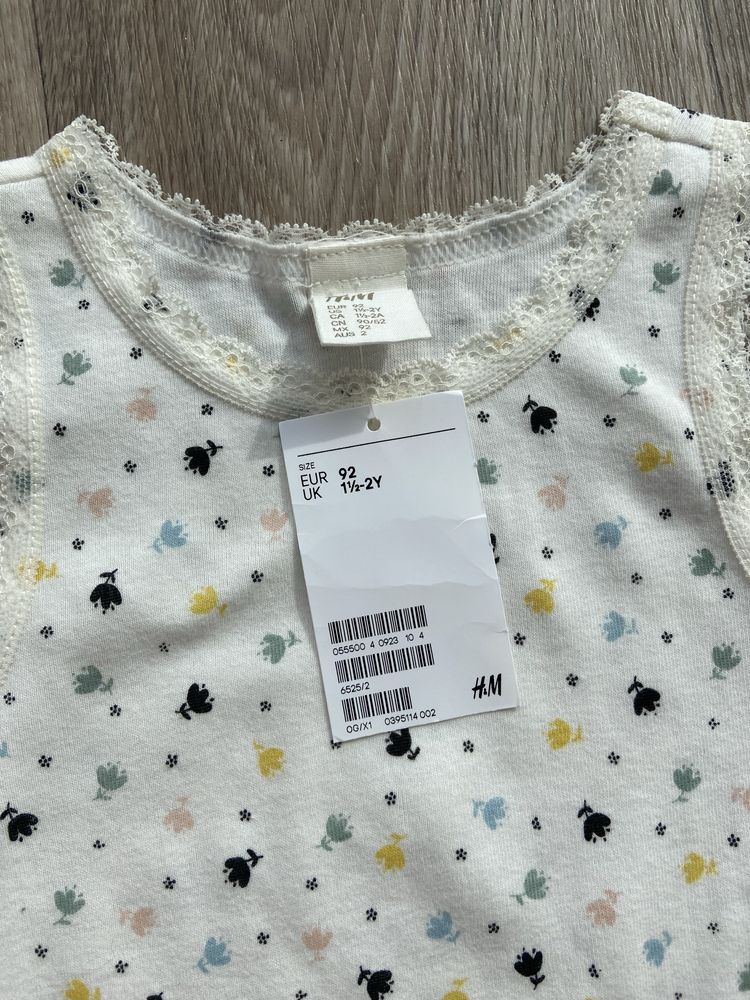 H&M
EUR 92
US 1½-2Y
CA 1½-2A
CN 90/52
MX 92
AUS 2
SIZE
EUR 92
UK 1½-2Y
055500 4 0923 10 4
6525/2
H&M
OG/X1 0395114 002